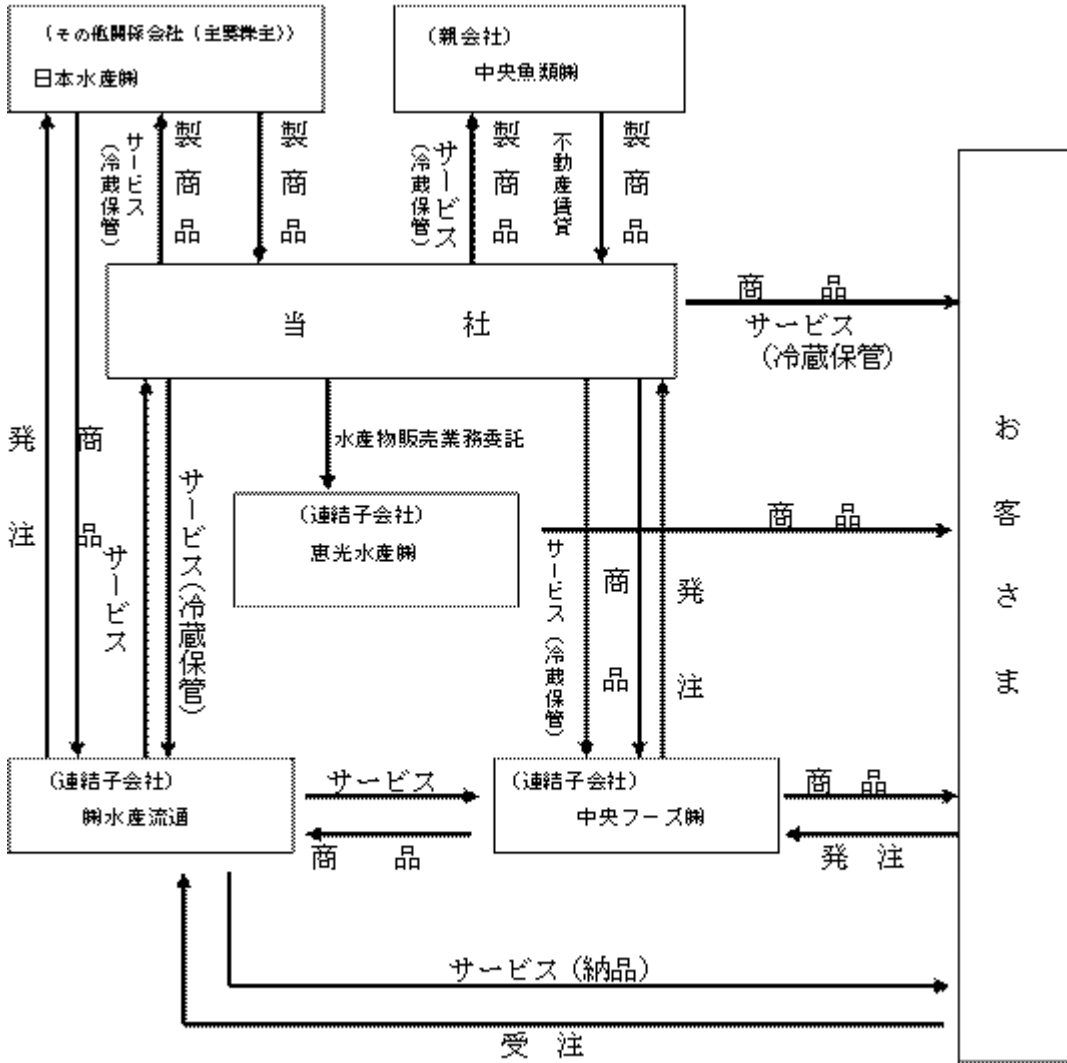 (その他関係会社（主要株主）)
日本水産㈱
(親会社)
中央魚類㈱
サービス
(冷蔵保管)
製商品
製商品
サービス
(冷蔵保管)
製商品
不動産賃貸
製商品
当社
商品
サービス
(冷蔵保管)
お客さま
発注
商品
サービス
サービス(冷蔵保管)
水産物販売業務委託
(連結子会社)
恵光水産㈱
商品
サービス(冷蔵保管)
商品
発注
(連結子会社)
㈱水産流通
サービス
商品
(連結子会社)
中央フーズ㈱
商品
発注
サービス(納品)
受注